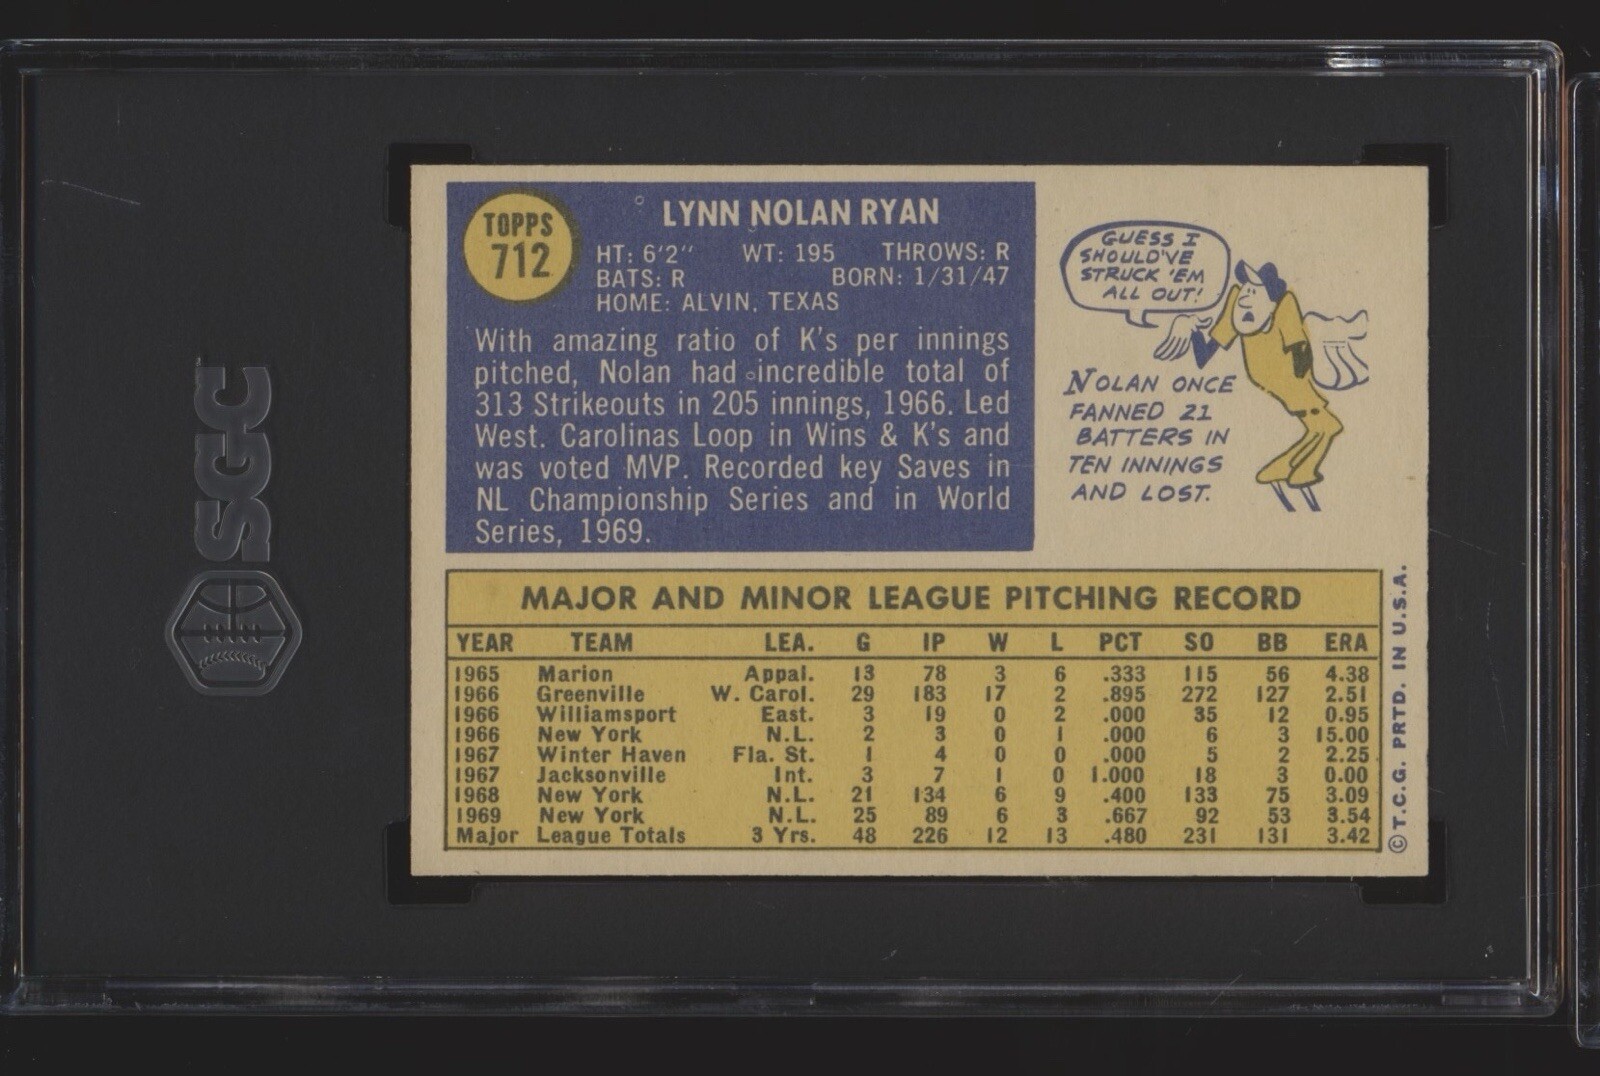 SGC
TOPPS
712
LYNN NOLAN RYAN
HT: 6'2" WT: 195 THROWS: R
BATS: R BORN: 1/31/47
HOME: ALVIN, TEXAS
With amazing ratio of K's per innings
pitched, Nolan had incredible total of
313 Strikeouts in 205 innings, 1966. Led
West. Carolinas Loop in Wins & K's and
was voted MVP. Recorded key Saves in
NL Championship Series and in World
Series, 1969.
GUESS I
SHOULD'VE
STRUCK 'EM
ALL OUT!
NOLAN ONCE
FANNED 21
BATTERS IN
TEN INNINGS
AND LOST.
MAJOR AND MINOR LEAGUE PITCHING RECORD
YEAR TEAM LEA. G IP W L PCT SO BB ERA
1965 Marion Appal. 13 78 3 6 .333 115 56 4.38
1966 Greenville W. Carol. 29 183 17 2 .895 272 127 2.51
1966 Williamsport East. 3 19 0 2 .000 35 12 0.95
1966 New York N.L. 2 3 0 1 .000 6 3 15.00
1967 Winter Haven Fla. St. 1 4 0 0 .000 5 2 2.25
1967 Jacksonville Int. 3 7 1 0 1.000 18 3 0.00
1968 New York N.L. 21 134 6 9 .400 133 75 3.09
1969 New York N.L. 25 89 6 3 .667 92 53 3.54
Major League Totals 3 Yrs. 48 226 12 13 .480 231 131 3.42
© T.C.G. PRTD. IN U.S.A.